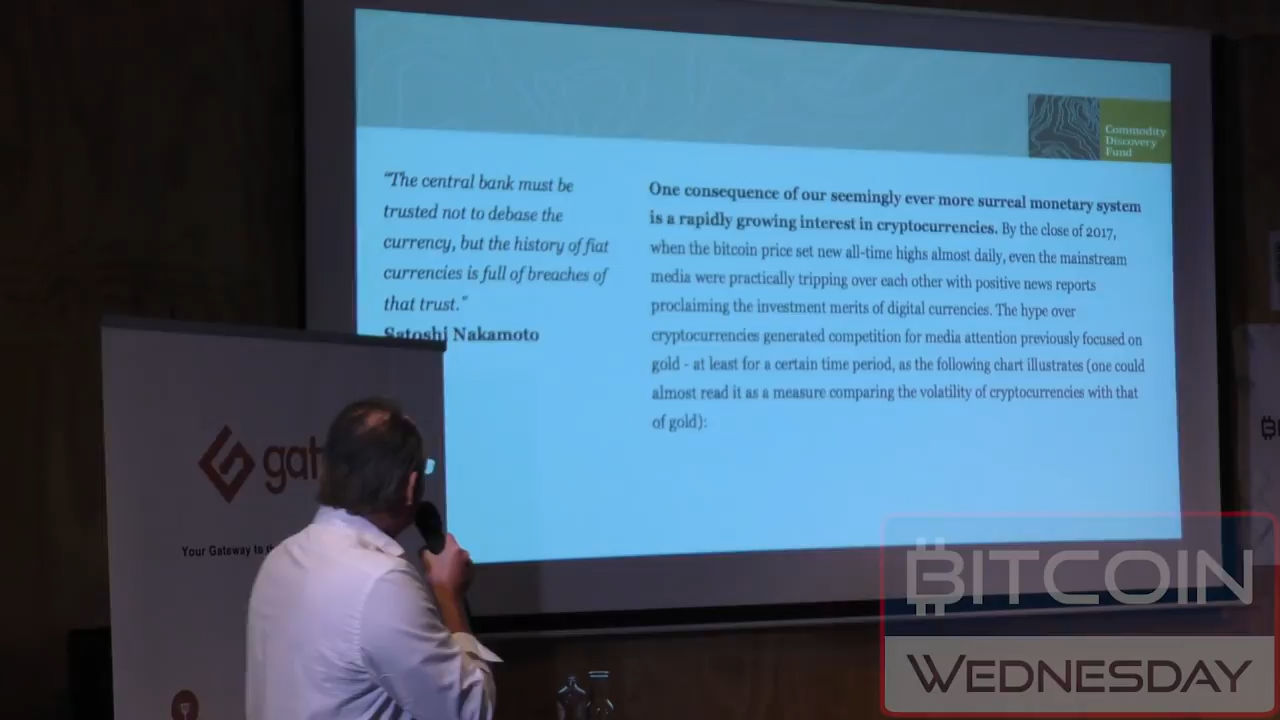 Commodity
Discovery
Fund
"The central bank must be
trusted not to debase the
currency, but the history of fiat
currencies is full of breaches of
that trust."
Satoshi Nakamoto
One consequence of our seemingly ever more surreal monetary system
is a rapidly growing interest in cryptocurrencies. By the close of 2017,
when the bitcoin price set new all-time highs almost daily, even the mainstream
media were practically tripping over each other with positive news reports
proclaiming the investment merits of digital currencies. The hype over
cryptocurrencies generated competition for media attention previously focused on
gold - at least for a certain time period, as the following chart illustrates (one could
almost read it as a measure comparing the volatility of cryptocurrencies with that
of gold):
gat
Your Gateway to
BITCOIN
WEDNESDAY